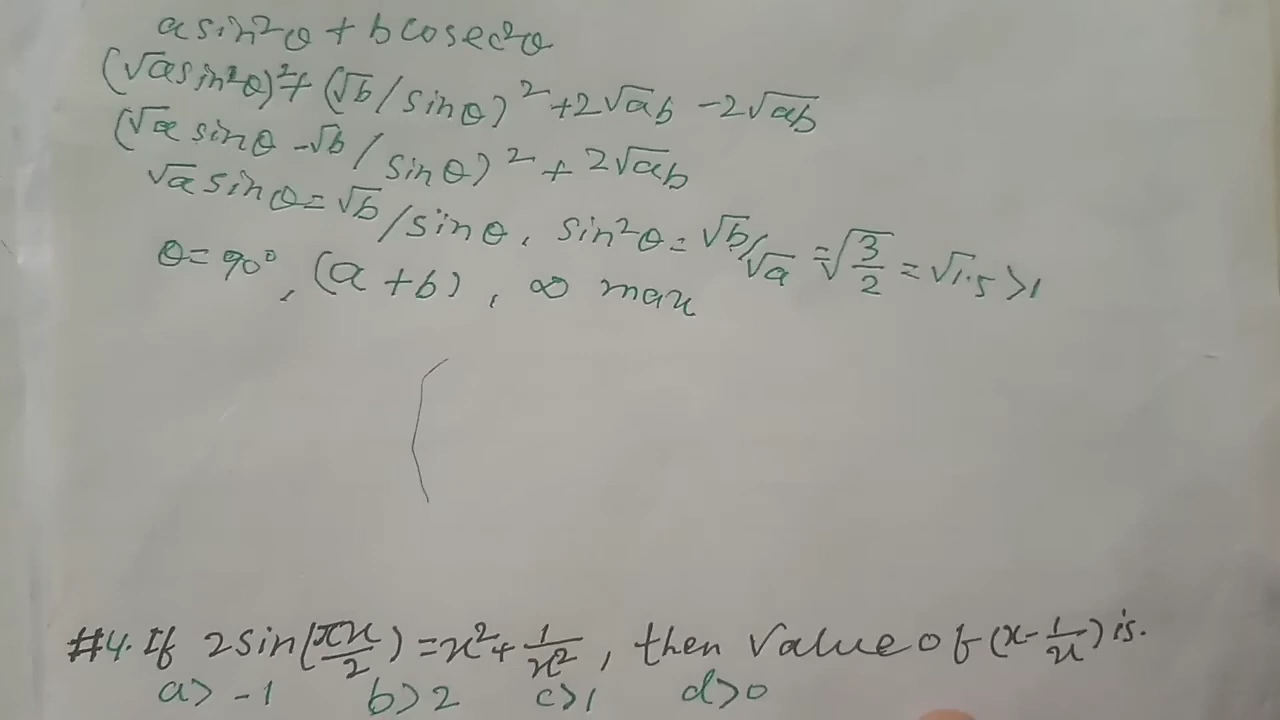 a sin²θ + b cosec²θ
(√a sin²θ)² + (√b / sinθ)² + 2√ab - 2√ab
(√a sinθ - √b / sinθ)² + 2√ab
√a sinθ = √b / sinθ, sin²θ = √b/√a = √3/2 = √1.5 > 1
θ = 90°, (a + b), ∞ max
#4. If 2 sin(πx/2) = x² + 1/x², then value of (x - 1/x) is.
a> -1 b> 2 c> 1 d> 0